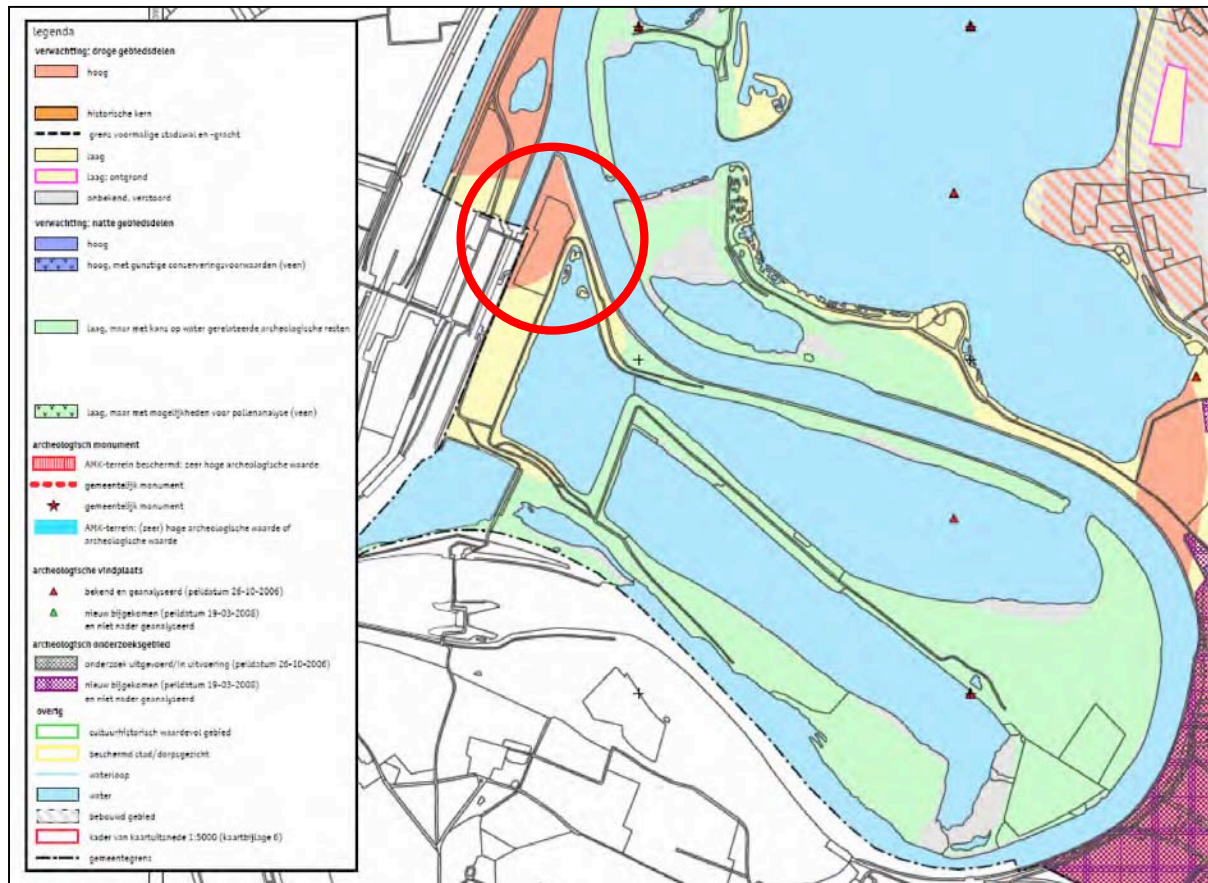 legenda
verwachting: droge gebiedsdelen
hoog
historische kern
grens voormalige stadswal en -gracht
laag
laag: ontgrond
onbekend, verstoord
verwachting: natte gebiedsdelen
hoog
hoog, met gunstige conserveringsvoorwaarden (veen)
laag, maar met kans op water gerelateerde archeologische resten
laag, maar met mogelijkheden voor pollenanalyse (veen)
archeologisch monument
AMK-terrein beschermd: zeer hoge archeologische waarde
gemeentelijk monument
gemeentelijk monument
AMK-terrein: (zeer) hoge archeologische waarde of
archeologische waarde
archeologische vindplaats
bekend en geanalyseerd (peildatum 26-10-2006)
nieuw bijgekomen (peildatum 19-03-2008)
en niet nader geanalyseerd
archeologisch onderzoeksgebied
onderzoek uitgevoerd/in uitvoering (peildatum 26-10-2006)
nieuw bijgekomen (peildatum 19-03-2008)
en niet nader geanalyseerd
overig
cultuurhistorisch waardevol gebied
beschermd stad/dorpsgezicht
waterloop
water
bebouwd gebied
kader van kaartuitsnede 1:5000 (kaartbijlage 6)
gemeentegrens